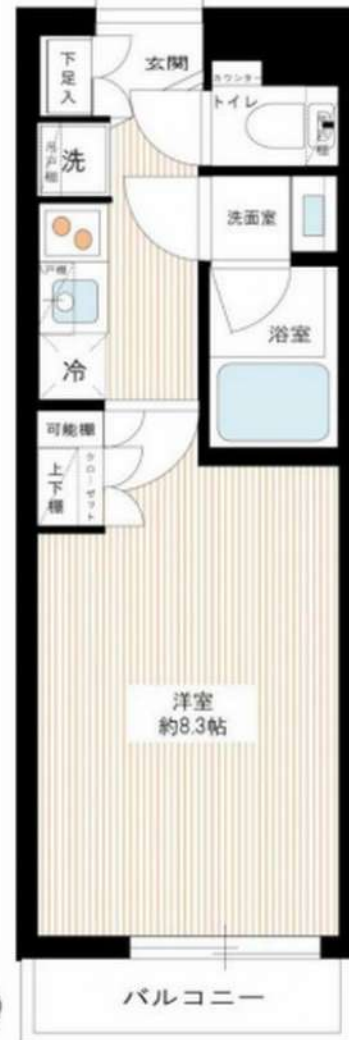 下足入
玄関
カウンター
トイレ
吊戸棚
洗
洗面室
戸棚
浴室
冷
可能棚
上下棚
クローゼット
洋室
約8.3帖
バルコニー